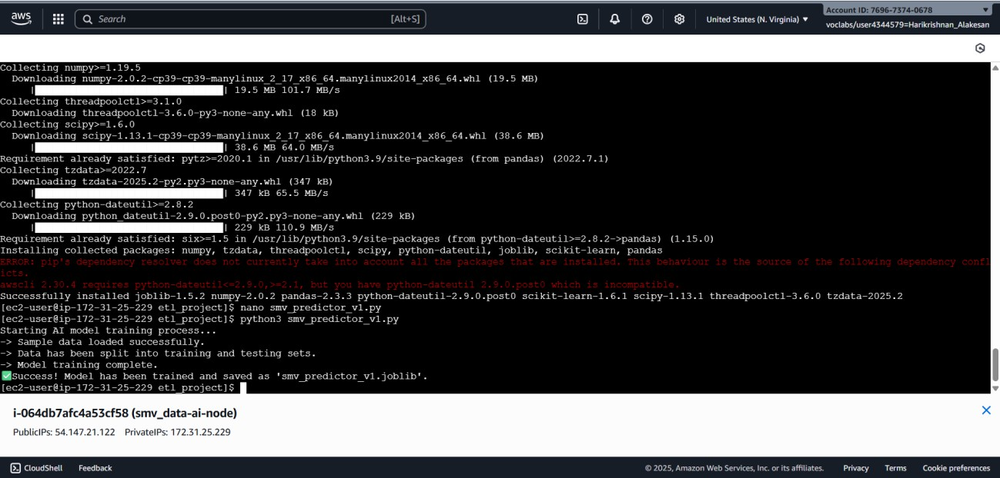 aws
Search [Alt+S] United States (N. Virginia) ▼
Account ID: 7696-7374-0678 ▼
voclabs/user4344579=Harikrishnan_Alakesan
Collecting numpy>=1.19.5
  Downloading numpy-2.0.2-cp39-cp39-manylinux_2_17_x86_64.manylinux2014_x86_64.whl (19.5 MB)
     |████████████████████████████████| 19.5 MB 101.7 MB/s
Collecting threadpoolctl>=3.1.0
  Downloading threadpoolctl-3.6.0-py3-none-any.whl (18 kB)
Collecting scipy>=1.6.0
  Downloading scipy-1.13.1-cp39-cp39-manylinux_2_17_x86_64.manylinux2014_x86_64.whl (38.6 MB)
     |████████████████████████████████| 38.6 MB 64.0 MB/s
Requirement already satisfied: pytz>=2020.1 in /usr/lib/python3.9/site-packages (from pandas) (2022.7.1)
Collecting tzdata>=2022.7
  Downloading tzdata-2025.2-py2.py3-none-any.whl (347 kB)
     |████████████████████████████████| 347 kB 65.5 MB/s
Collecting python-dateutil>=2.8.2
  Downloading python_dateutil-2.9.0.post0-py2.py3-none-any.whl (229 kB)
     |████████████████████████████████| 229 kB 110.9 MB/s
Requirement already satisfied: six>=1.5 in /usr/lib/python3.9/site-packages (from python-dateutil>=2.8.2->pandas) (1.15.0)
Installing collected packages: numpy, tzdata, threadpoolctl, scipy, python-dateutil, joblib, scikit-learn, pandas
ERROR: pip's dependency resolver does not currently take into account all the packages that are installed. This behaviour is the source of the following dependency confl
icts.
awscli 2.30.4 requires python-dateutil<=2.9.0,>=2.1, but you have python-dateutil 2.9.0.post0 which is incompatible.
Successfully installed joblib-1.5.2 numpy-2.0.2 pandas-2.3.3 python-dateutil-2.9.0.post0 scikit-learn-1.6.1 scipy-1.13.1 threadpoolctl-3.6.0 tzdata-2025.2
[ec2-user@ip-172-31-25-229 etl_project]$ nano smv_predictor_v1.py
[ec2-user@ip-172-31-25-229 etl_project]$ python3 smv_predictor_v1.py
Starting AI model training process...
-> Sample data loaded successfully.
-> Data has been split into training and testing sets.
-> Model training complete.
✅Success! Model has been trained and saved as 'smv_predictor_v1.joblib'.
[ec2-user@ip-172-31-25-229 etl_project]$
i-064db7afc4a53cf58 (smv_data-ai-node)
PublicIPs: 54.147.21.122 PrivateIPs: 172.31.25.229
CloudShell Feedback © 2025, Amazon Web Services, Inc. or its affiliates. Privacy Terms Cookie preferences